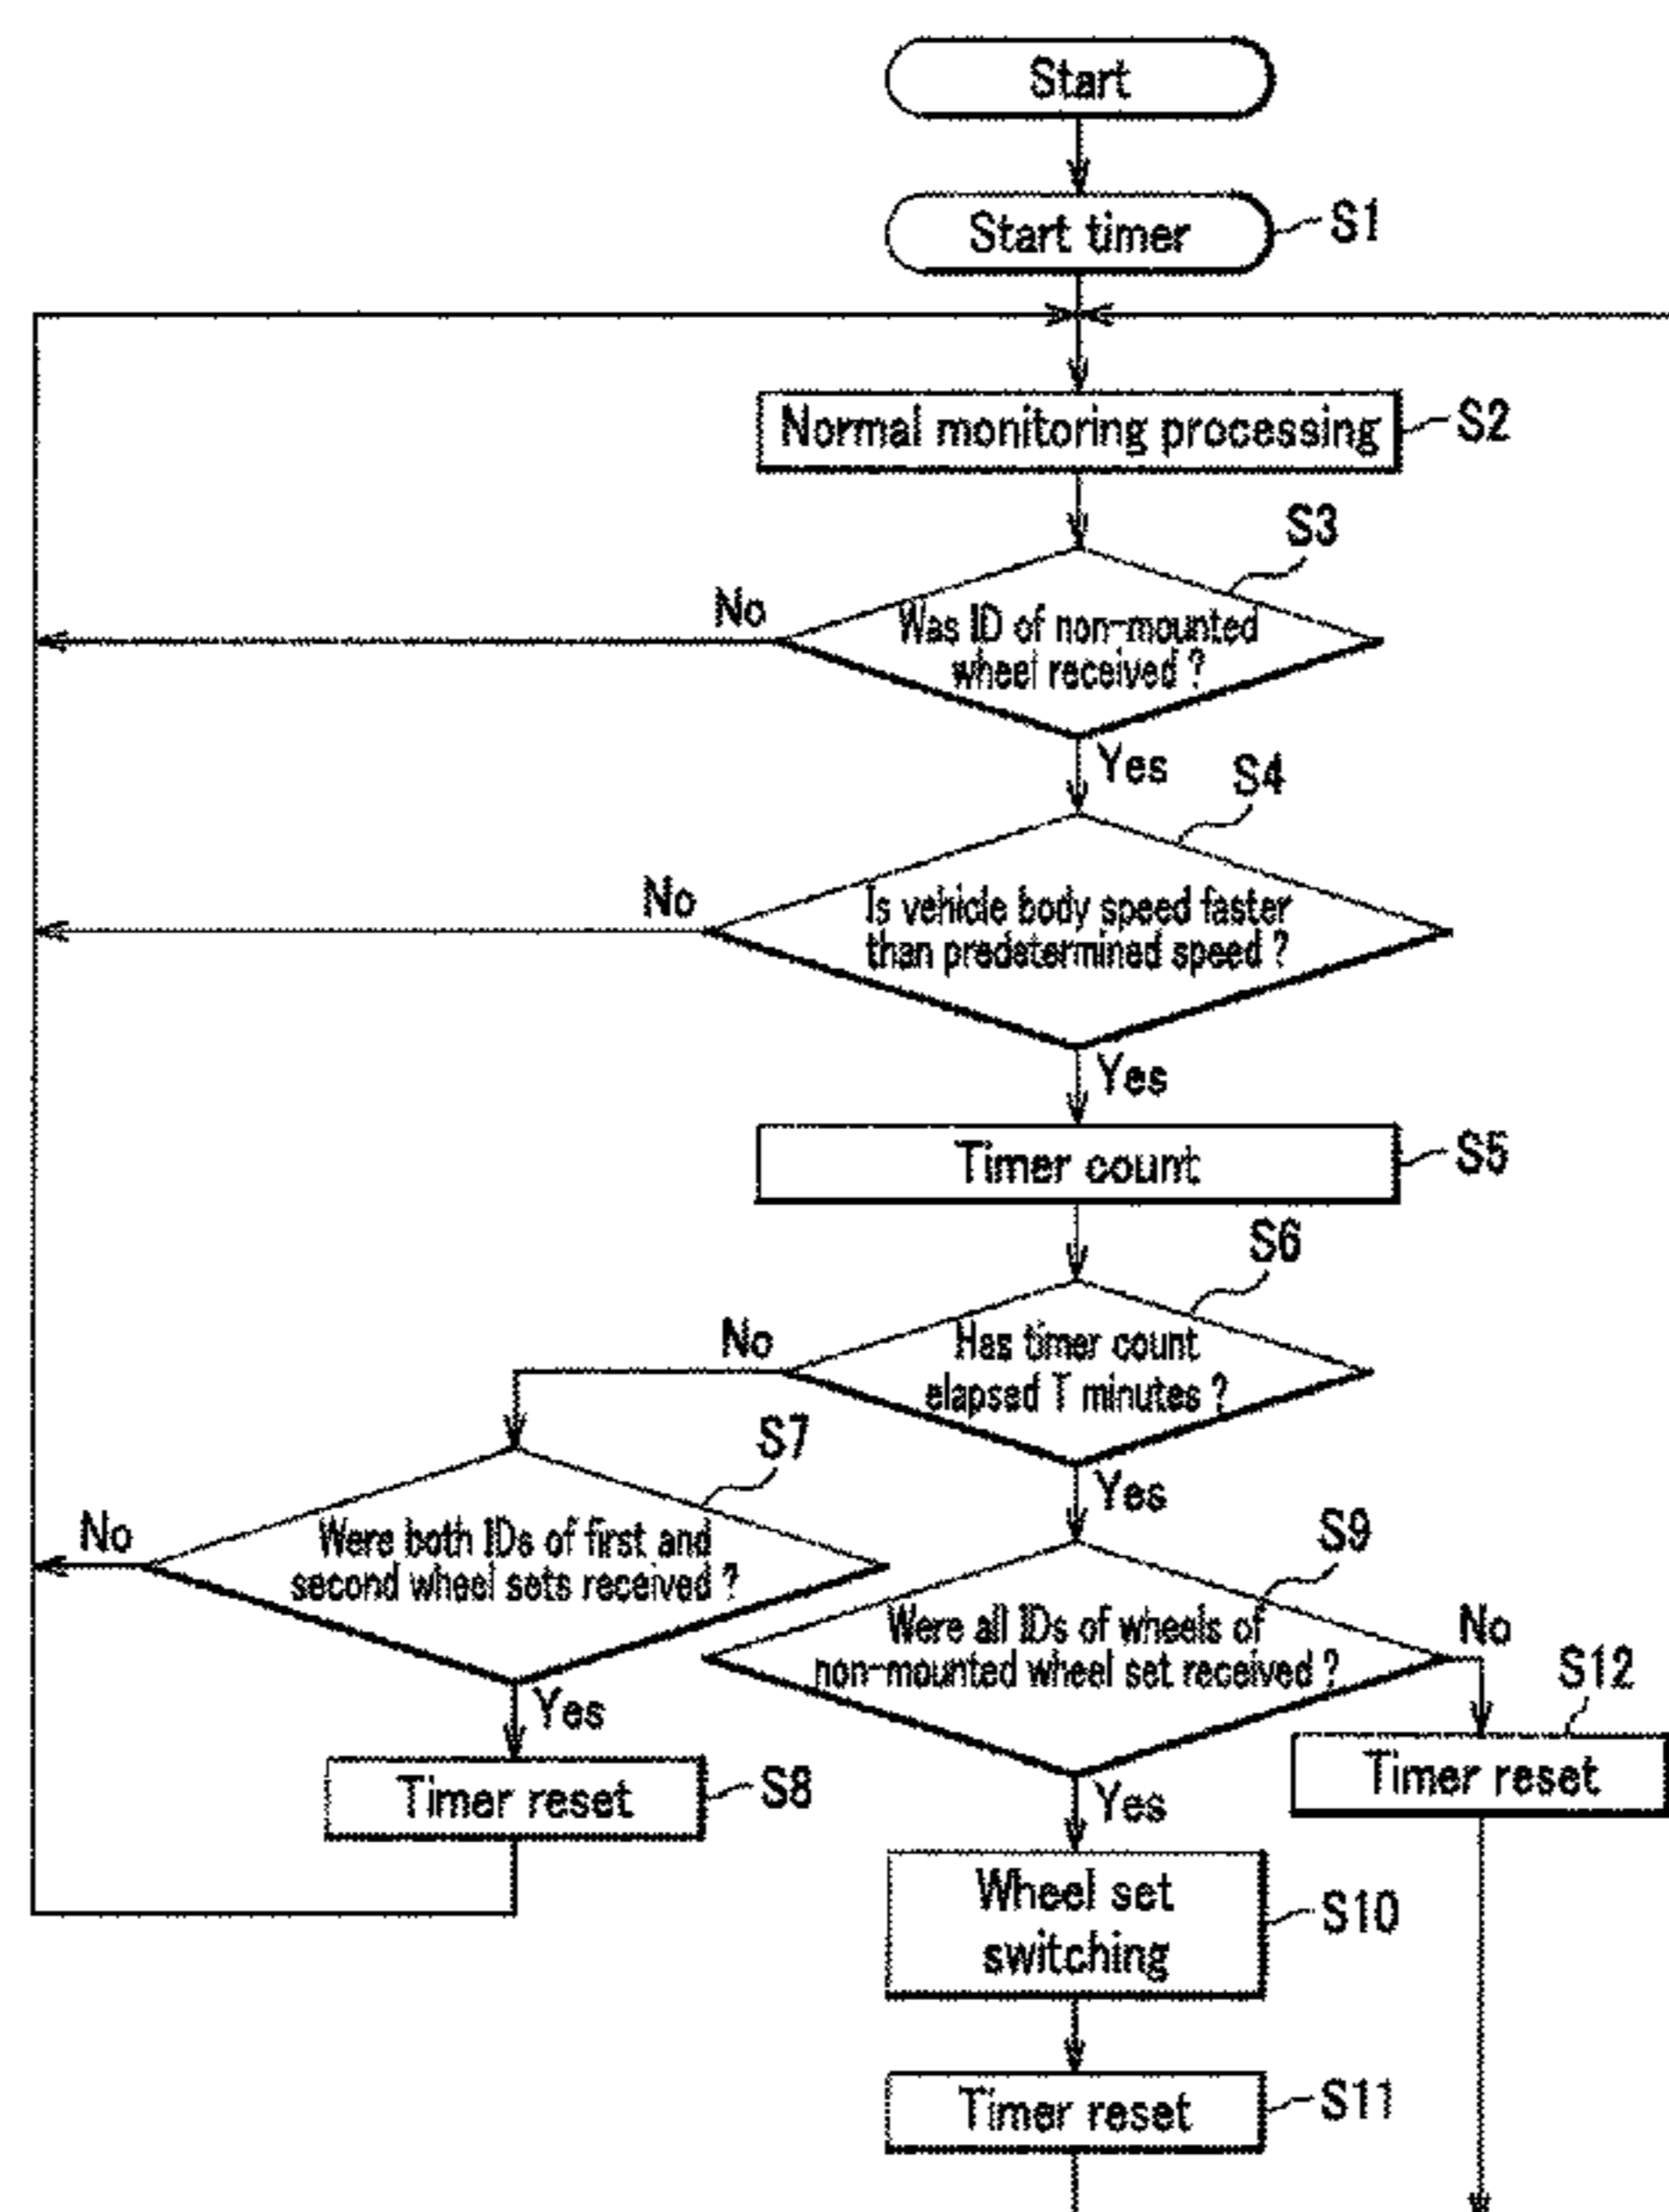 Start
Start timer
S1
Normal monitoring processing
S2
S3
No
Was ID of non-mounted
wheel received ?
Yes
S4
No
Is vehicle body speed faster
than predetermined speed ?
Yes
Timer count
S5
S6
No
Has timer count
elapsed T minutes ?
S7
Yes
No
Were both IDs of first and
second wheel sets received ?
S9
Were all IDs of wheels of
non-mounted wheel set received ?
No
S12
Yes
Timer reset
S8
Timer reset
Yes
Wheel set
switching
S10
Timer reset
S11